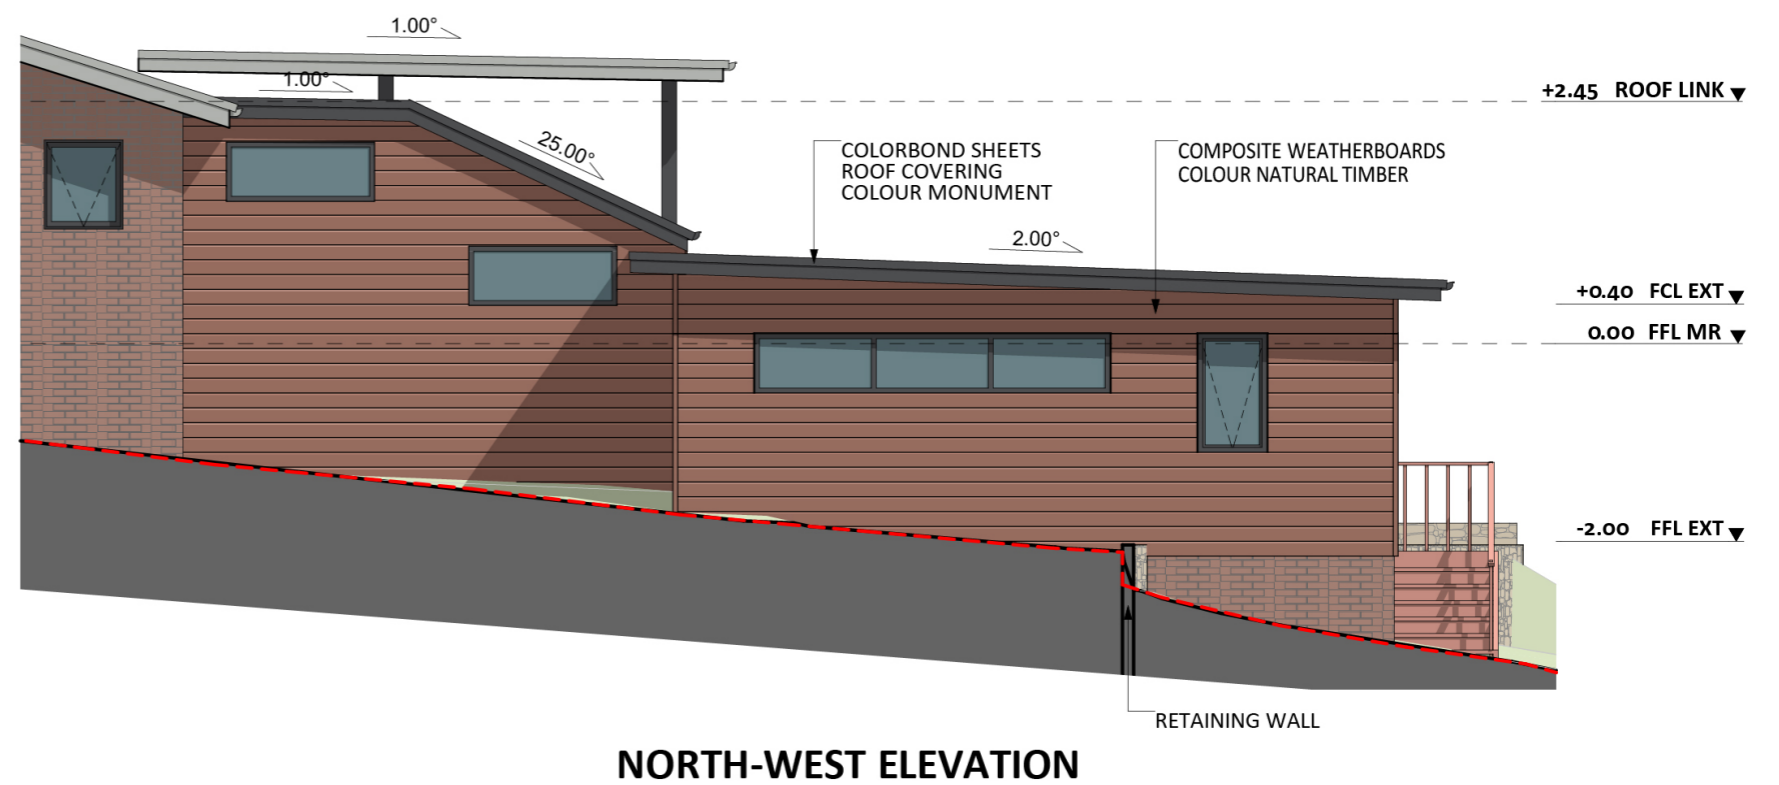 1.00°
1.00°
+2.45 ROOF LINK
25.00°
COLORBOND SHEETS
ROOF COVERING
COLOUR MONUMENT
COMPOSITE WEATHERBOARDS
COLOUR NATURAL TIMBER
2.00°
+0.40 FCL EXT
0.00 FFL MR
-2.00 FFL EXT
RETAINING WALL
NORTH-WEST ELEVATION